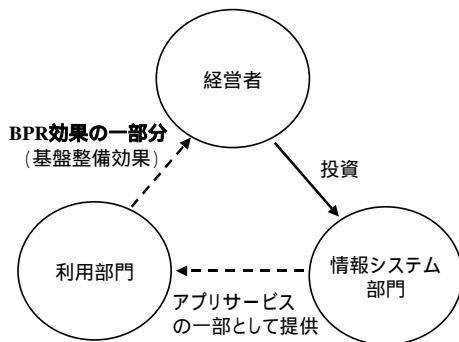 経営者
BPR効果の一部分
(基盤整備効果)
投資
利用部門
情報システム
部門
アプリサービス
の一部として提供